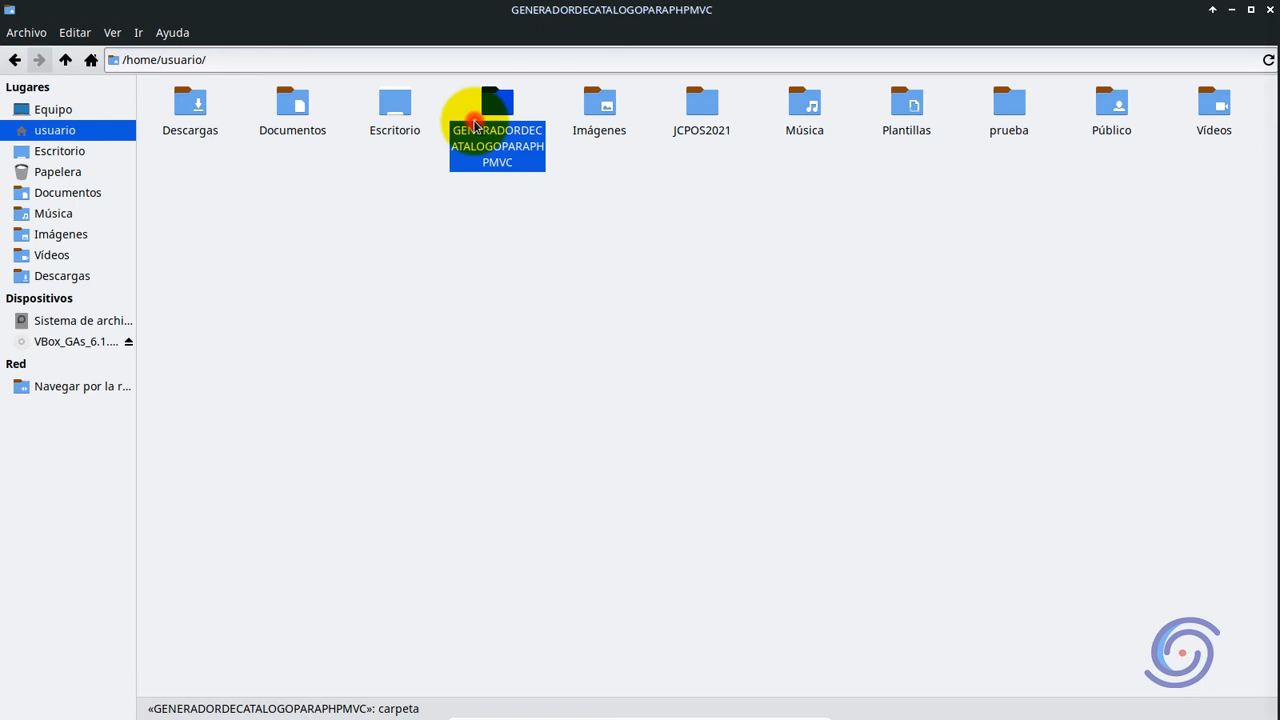 GENERADORDECATALOGOPARAPHPMVC
Archivo Editar Ver Ir Ayuda
/home/usuario/
Lugares
Equipo
usuario
Escritorio
Papelera
Documentos
Música
Imágenes
Vídeos
Descargas
Dispositivos
Sistema de archi...
VBox_GAs_6.1....
Red
Navegar por la r...
Descargas
Documentos
Escritorio
GENERADORDEC
ATALOGOPARAPH
PMVC
Imágenes
JCPOS2021
Música
Plantillas
prueba
Público
Vídeos
«GENERADORDECATALOGOPARAPHPMVC»: carpeta